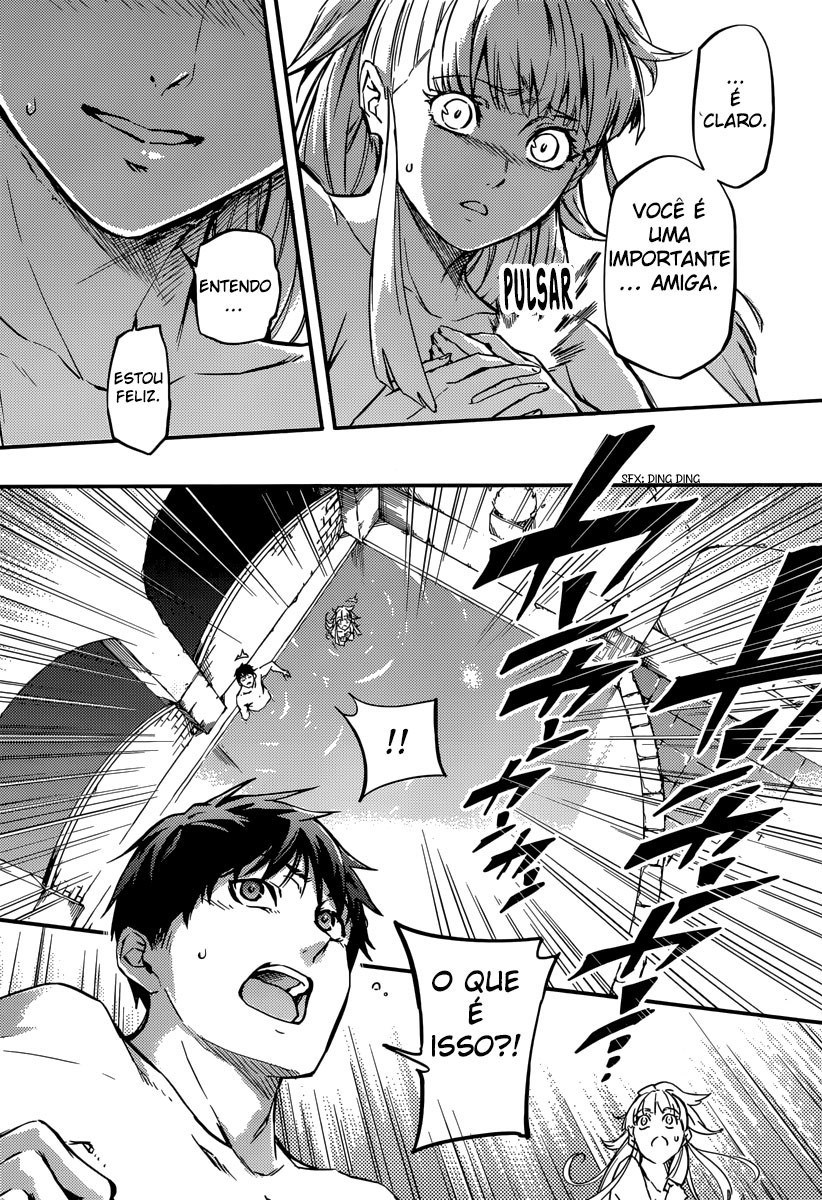 ...
É
CLARO.
VOCÊ É
UMA
IMPORTANTE
... AMIGA.
PULSAR
ENTENDO
...
ESTOU
FELIZ.
SFX: DING DING
!!
O QUE
É
ISSO?!